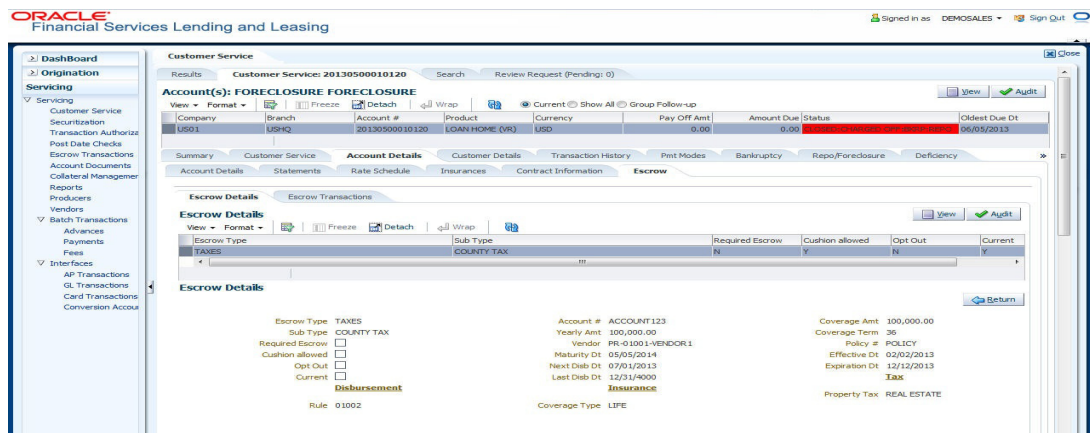 ORACLE
Financial Services Lending and Leasing
Signed in as DEMOSALES Sign Out
Close
DashBoard
Origination
Servicing
Servicing
Customer Service
Securitization
Transaction Authoriza
Post Date Checks
Escrow Transactions
Account Documents
Collateral Managemer
Reports
Producers
Vendors
Batch Transactions
Advances
Payments
Fees
Interfaces
AP Transactions
GL Transactions
Card Transactions
Conversion Accour
Customer Service
Results Customer Service: 20130500010120 Search Review Request (Pending: 0)
Account(s): FORECLOSURE FORECLOSURE
View Audit
View Format Freeze Detach Wrap Current Show All Group Follow-up
Company Branch Account # Product Currency Pay Off Amt Amount Due Status Oldest Due Dt
US01 USHQ 20130500010120 LOAN HOME (VR) USD 0.00 0.00 06/05/2013
Summary Customer Service Account Details Customer Details Transaction History Pmt Modes Bankruptcy Repo/Foreclosure Deficiency
Account Details Statements Rate Schedule Insurances Contract Information Escrow
Escrow Details Escrow Transactions
Escrow Details
View Audit
View Format Freeze Detach Wrap
Escrow Type Sub Type Required Escrow Cushion allowed Opt Out Current
TAXES COUNTY TAX N Y N Y
Escrow Details
Return
Escrow Type TAXES Account # ACCOUNT123 Coverage Amt 100,000.00
Sub Type COUNTY TAX Yearly Amt 100,000.00 Coverage Term 36
Required Escrow Vendor PR-01001-VENDOR1 Policy # POLICY
Cushion allowed Maturity Dt 05/05/2014 Effective Dt 02/02/2013
Opt Out Next Disb Dt 07/01/2013 Expiration Dt 12/12/2013
Current Last Disb Dt 12/31/4000 Tax
Disbursement Insurance
Property Tax REAL ESTATE
Rule 01002 Coverage Type LIFE